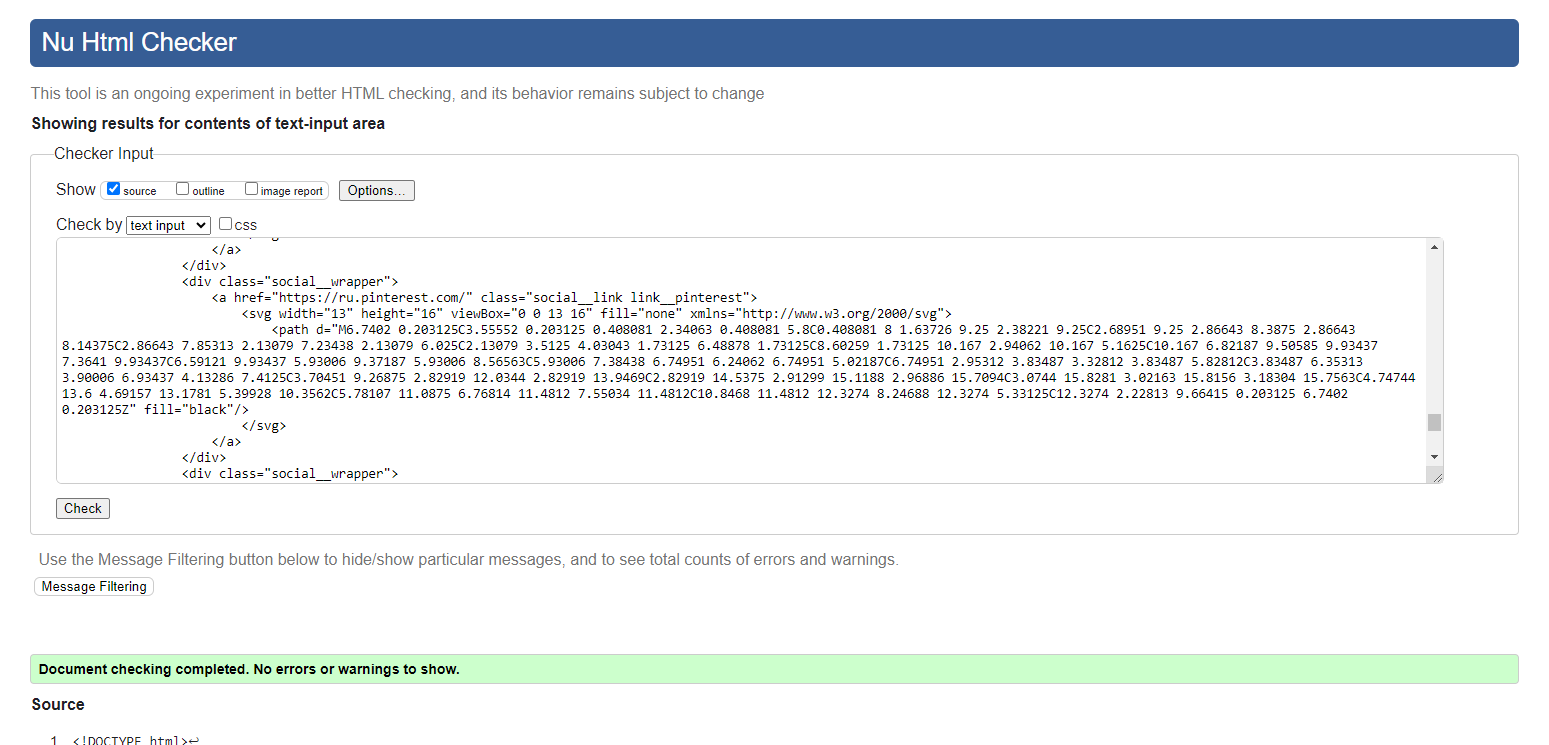 Nu Html Checker
This tool is an ongoing experiment in better HTML checking, and its behavior remains subject to change
Showing results for contents of text-input area
Checker Input
Show source outline image report Options...
Check by text input css
</a>
</div>
<div class="social__wrapper">
<a href="https://ru.pinterest.com/" class="social__link link__pinterest">
<svg width="13" height="16" viewBox="0 0 13 16" fill="none" xmlns="http://www.w3.org/2000/svg">
<path d="M6.7402 0.203125C3.55552 0.203125 0.408081 2.34063 0.408081 5.8C0.408081 8 1.63726 9.25 2.38221 9.25C2.68951 9.25 2.86643 8.3875 2.86643
8.14375C2.86643 7.85313 2.13079 7.23438 2.13079 6.025C2.13079 3.5125 4.03043 1.73125 6.48878 1.73125C8.60259 1.73125 10.167 2.94062 10.167 5.1625C10.167 6.82187 9.50585 9.93437
7.3641 9.93437C6.59121 9.93437 5.93006 9.37187 5.93006 8.56563C5.93006 7.38438 6.74951 6.24062 6.74951 5.02187C6.74951 2.95312 3.83487 3.32812 3.83487 5.82812C3.83487 6.35313
3.90006 6.93437 4.13286 7.4125C3.70451 9.26875 2.82919 12.0344 2.82919 13.9469C2.82919 14.5375 2.91299 15.1188 2.96886 15.7094C3.0744 15.8281 3.02163 15.8156 3.18304 15.7563C4.74744
13.6 4.69157 13.1781 5.39928 10.3562C5.78107 11.0875 6.76814 11.4812 7.55034 11.4812C10.8468 11.4812 12.3274 8.24688 12.3274 5.33125C12.3274 2.22813 9.66415 0.203125 6.7402
0.203125Z" fill="black"/>
</svg>
</a>
</div>
<div class="social__wrapper">
Check
Use the Message Filtering button below to hide/show particular messages, and to see total counts of errors and warnings.
Message Filtering
Document checking completed. No errors or warnings to show.
Source
1 <!DOCTYPE html>↩